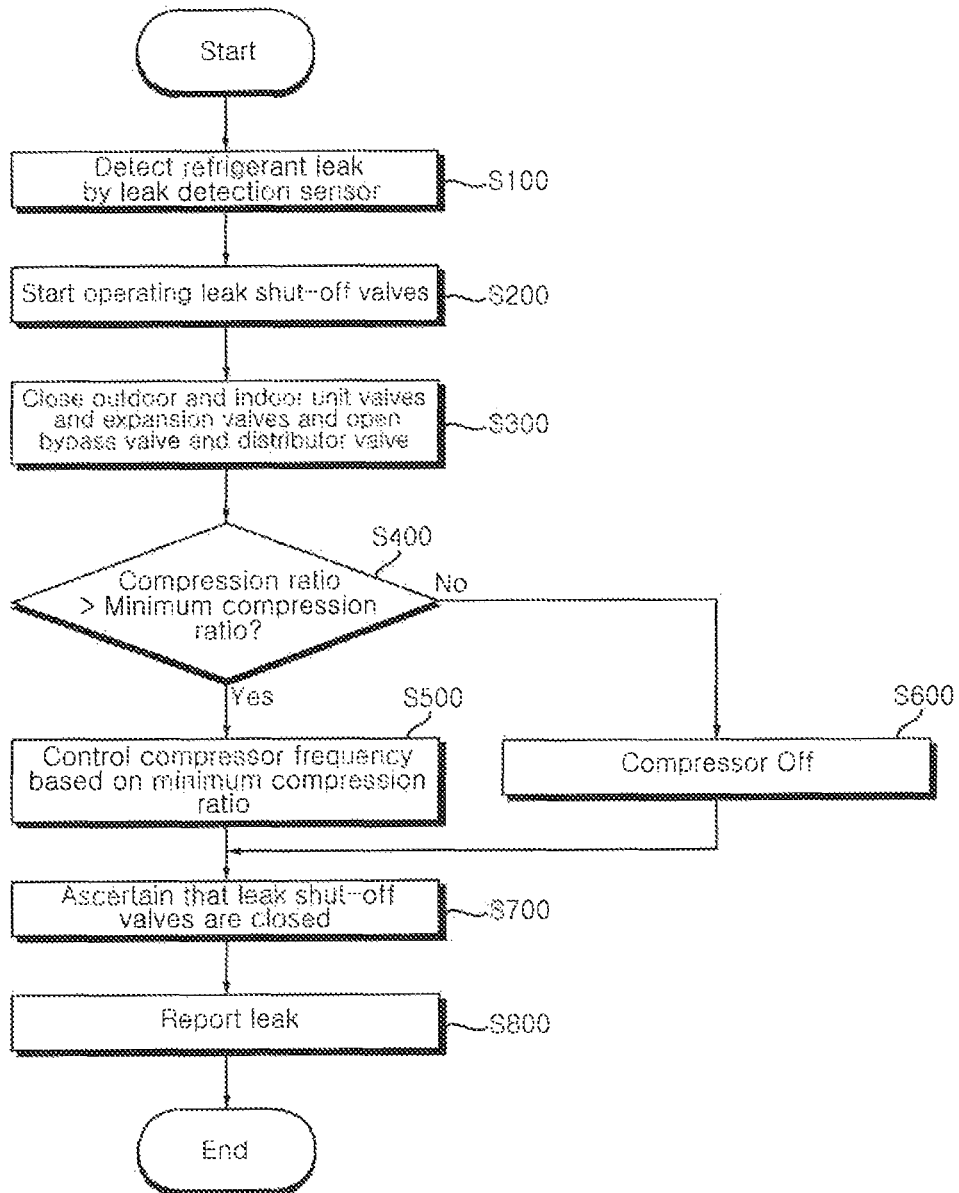 Start
Detect refrigerant leak
by leak detection sensor
S100
Start operating leak shut-off valves
S200
Close outdoor and indoor unit valves
and expansion valves and open
bypass valve and distributor valve
S300
S400
Compression ratio
> Minimum compression
ratio?
No
Yes
S500
Control compressor frequency
based on minimum compression
ratio
S600
Compressor Off
Ascertain that leak shut-off
valves are closed
S700
Report leak
S800
End